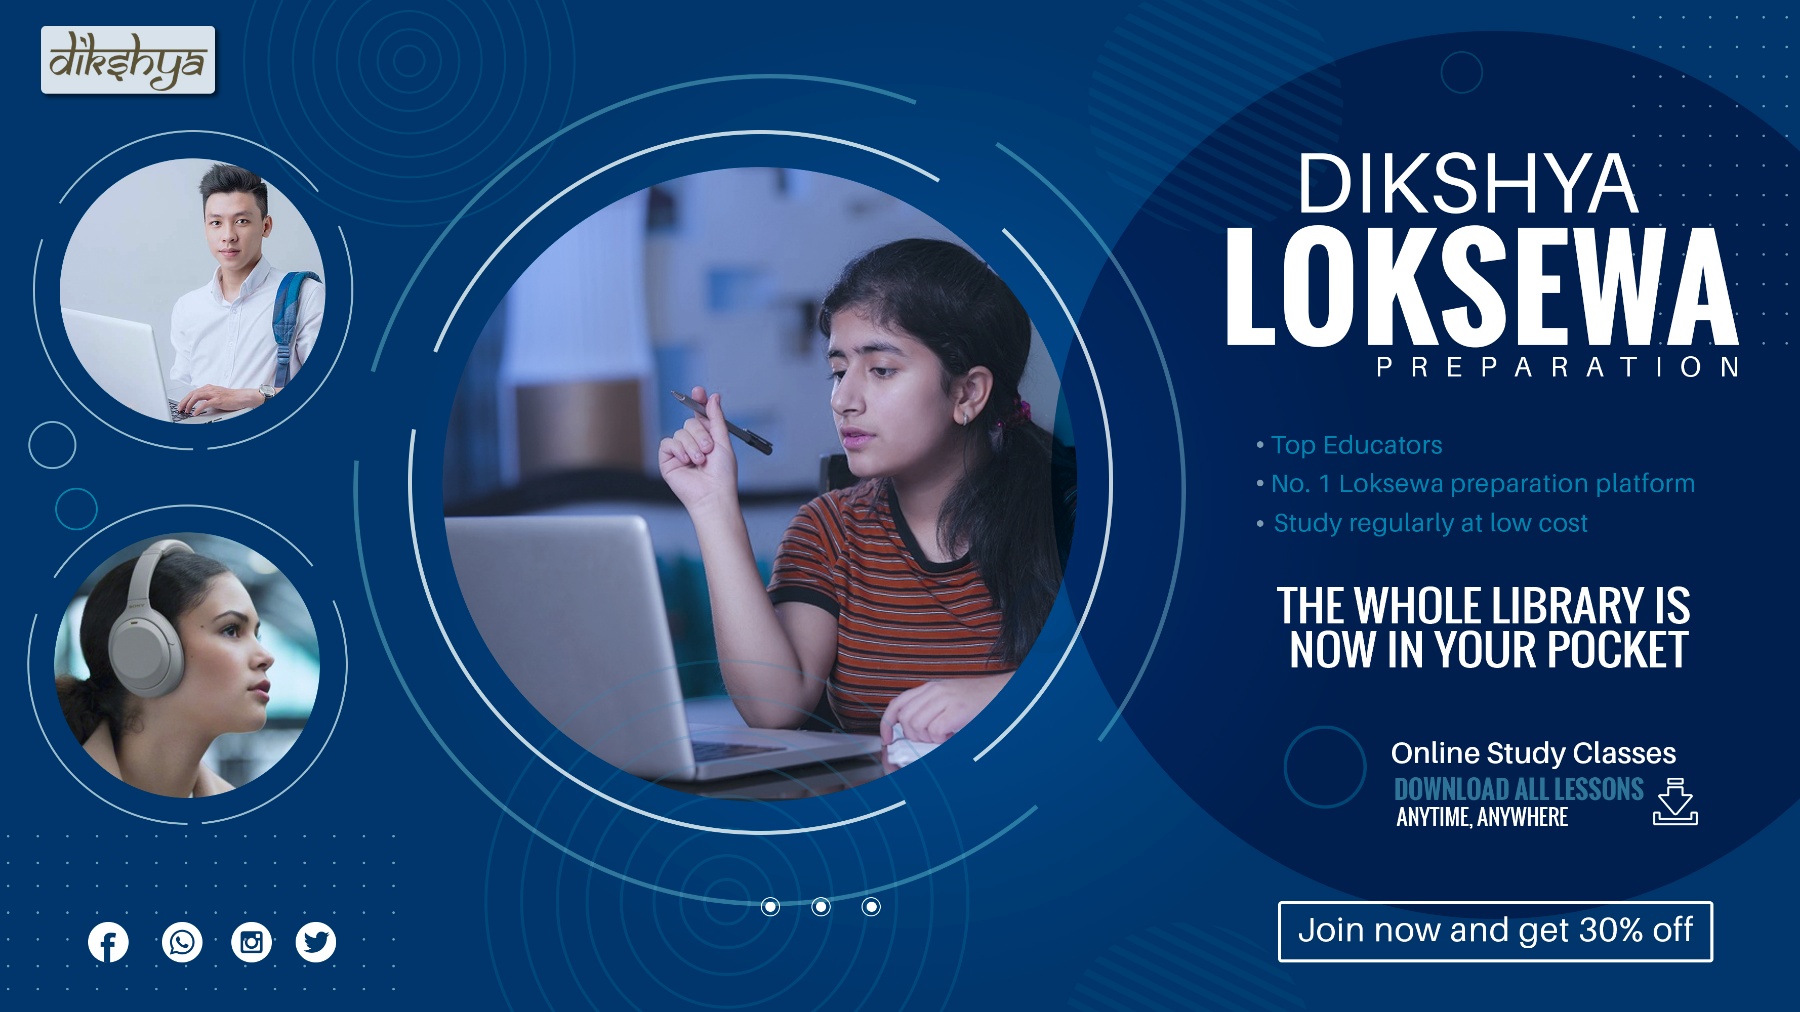 dikshya
DIKSHYA
LOKSEWA
PREPARATION
• Top Educators
• No. 1 Loksewa preparation platform
• Study regularly at low cost
THE WHOLE LIBRARY IS
NOW IN YOUR POCKET
Online Study Classes
DOWNLOAD ALL LESSONS
ANYTIME, ANYWHERE
Join now and get 30% off